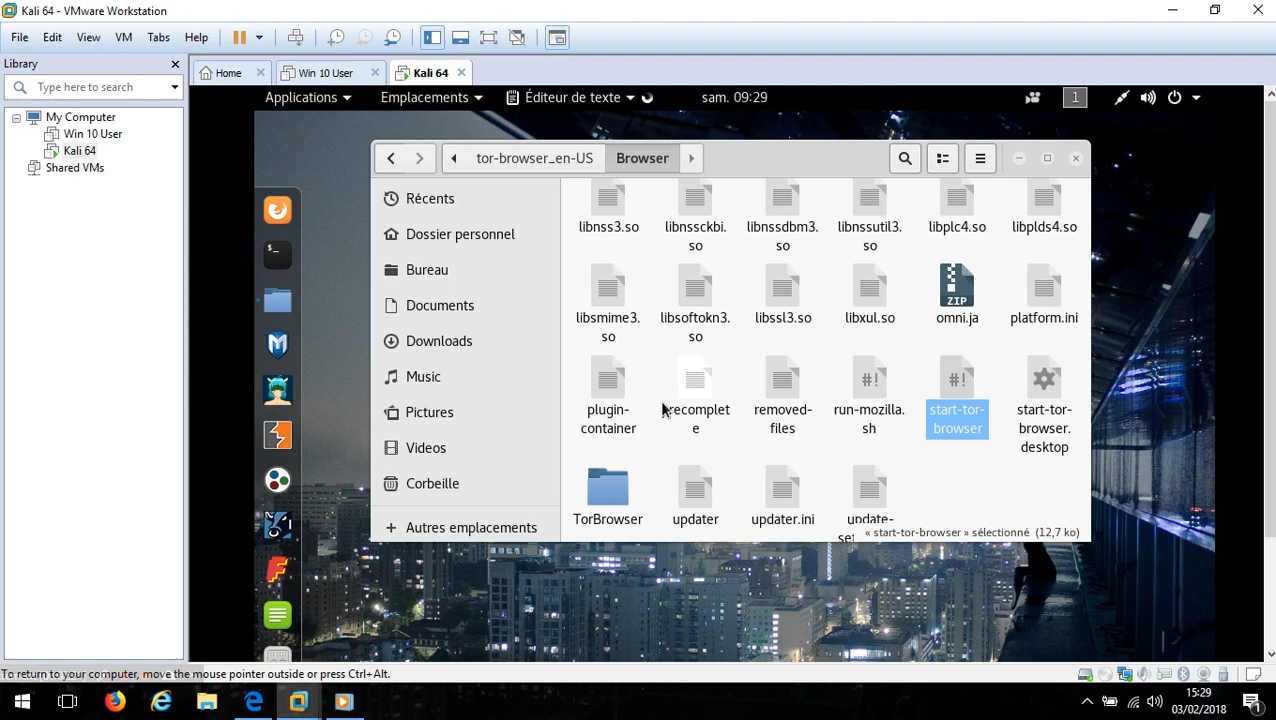 Kali 64 - VMware Workstation
File Edit View VM Tabs Help
Library
Type here to search
My Computer
Win 10 User
Kali 64
Shared VMs
Home
Win 10 User
Kali 64
Applications
Emplacements
Éditeur de texte
sam. 09:29
1
tor-browser_en-US
Browser
Récents
Dossier personnel
Bureau
Documents
Downloads
Music
Pictures
Videos
Corbeille
Autres emplacements
libnss3.so
libnssckbi.
so
libnssdbm3.
so
libnssutil3.
so
libplc4.so
libplds4.so
libsmime3.
so
libsoftokn3.
so
libssl3.so
libxul.so
ZIP
omni.ja
platform.ini
plugin-
container
recomplet
e
removed-
files
#!
run-mozilla.
sh
#!
start-tor-
browser
start-tor-
browser.
desktop
TorBrowser
updater
updater.ini
update-
« start-tor-browser » sélectionné (12,7 ko)
To return to your computer, move the mouse pointer outside or press Ctrl+Alt.
15:29
03/02/2018
1